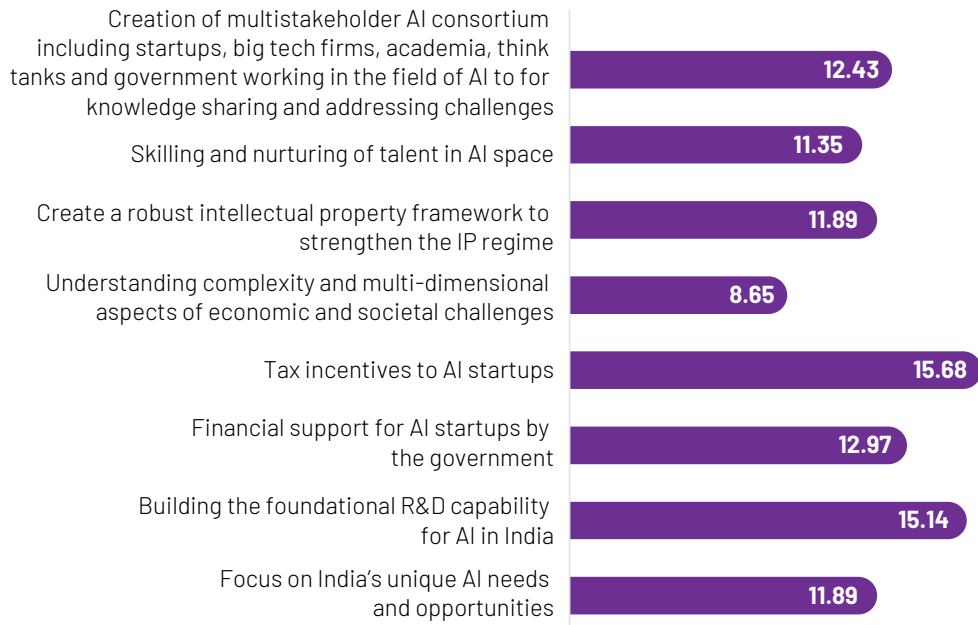 Creation of multistakeholder AI consortium
including startups, big tech firms, academia, think
tanks and government working in the field of AI to for
knowledge sharing and addressing challenges
12.43
Skilling and nurturing of talent in AI space
11.35
Create a robust intellectual property framework to
strengthen the IP regime
11.89
Understanding complexity and multi-dimensional
aspects of economic and societal challenges
8.65
Tax incentives to AI startups
15.68
Financial support for AI startups by
the government
12.97
Building the foundational R&D capability
for AI in India
15.14
Focus on India’s unique AI needs
and opportunities
11.89